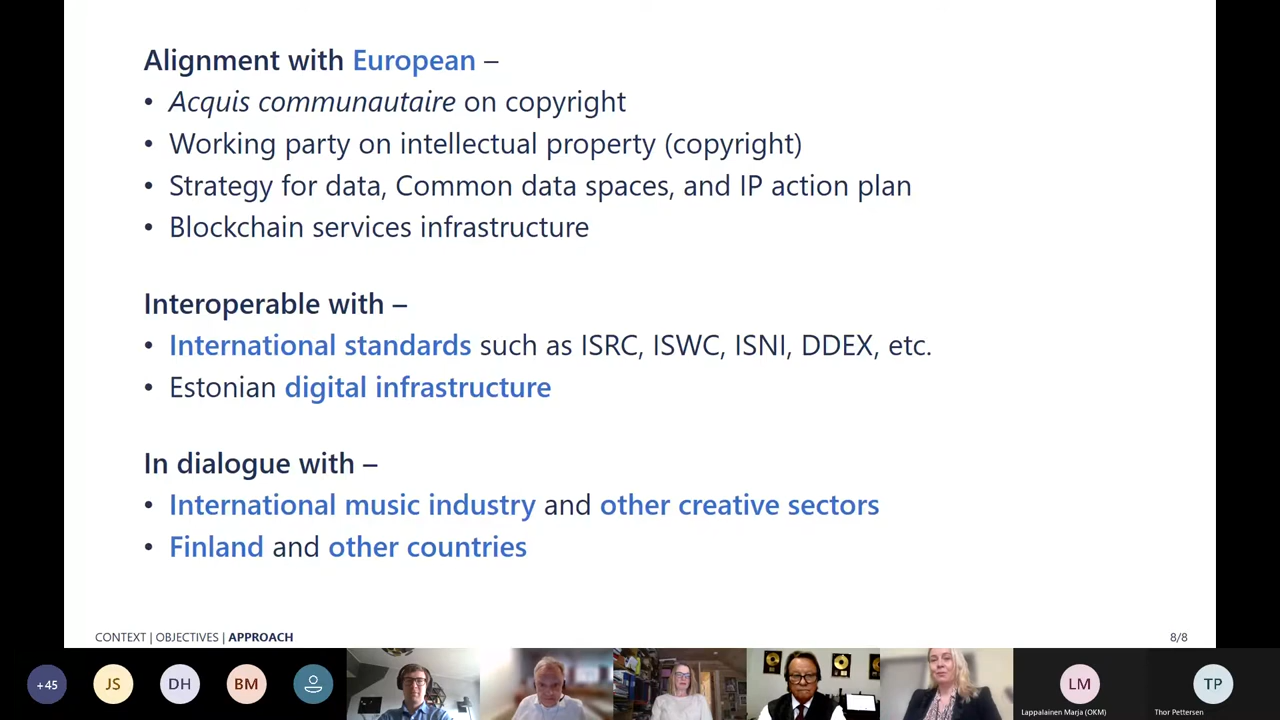 Alignment with European –
• Acquis communautaire on copyright
• Working party on intellectual property (copyright)
• Strategy for data, Common data spaces, and IP action plan
• Blockchain services infrastructure
Interoperable with –
• International standards such as ISRC, ISWC, ISNI, DDEX, etc.
• Estonian digital infrastructure
In dialogue with –
• International music industry and other creative sectors
• Finland and other countries
CONTEXT | OBJECTIVES | APPROACH
8/8
+45
JS
DH
BM
LM
TP
Lappalainen Marja (OKM)
Thor Pettersen